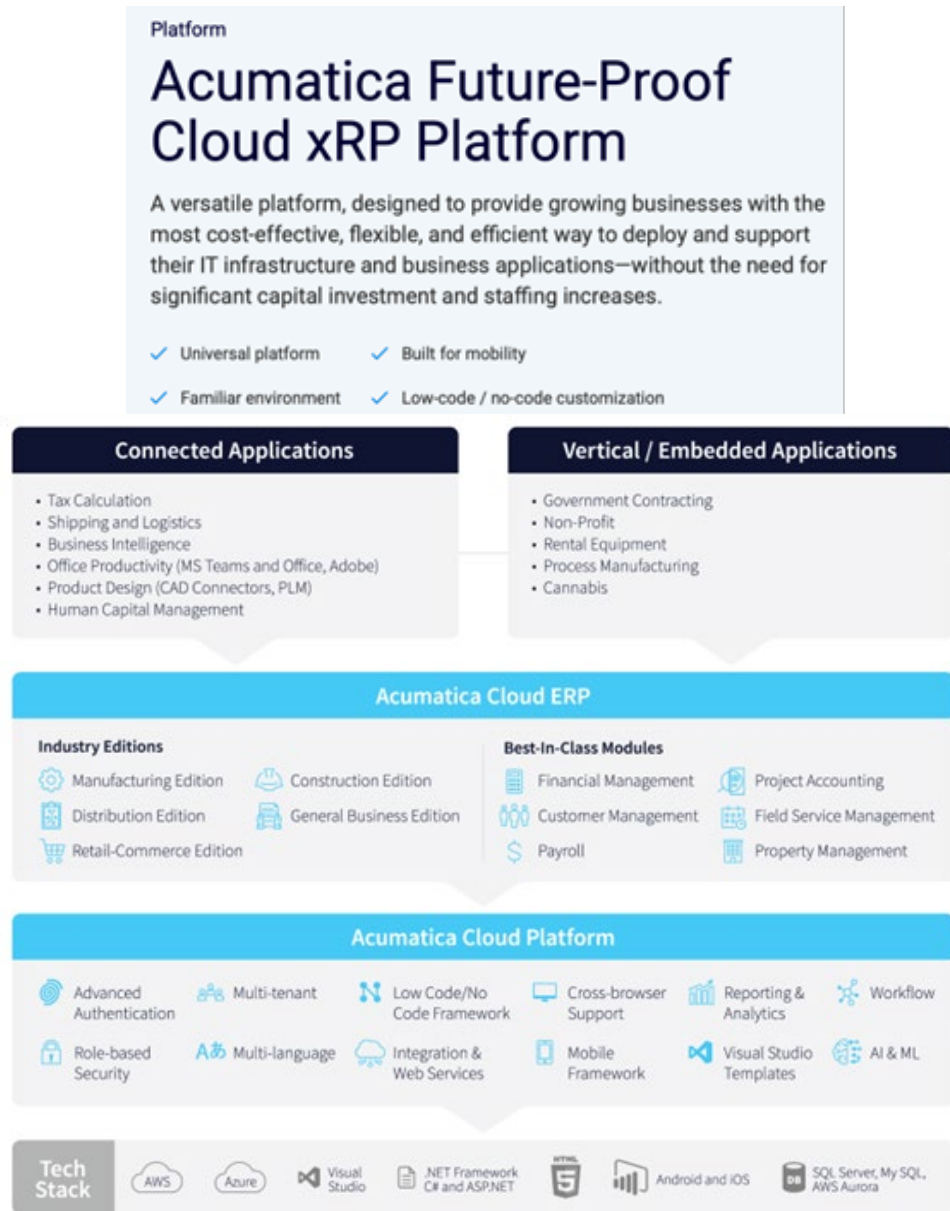 Platform
Acumatica Future-Proof
Cloud xRP Platform
A versatile platform, designed to provide growing businesses with the
most cost-effective, flexible, and efficient way to deploy and support
their IT infrastructure and business applications—without the need for
significant capital investment and staffing increases.
✓ Universal platform
✓ Built for mobility
✓ Familiar environment
✓ Low-code / no-code customization
Connected Applications
• Tax Calculation
• Shipping and Logistics
• Business Intelligence
• Office Productivity (MS Teams and Office, Adobe)
• Product Design (CAD Connectors, PLM)
• Human Capital Management
Vertical / Embedded Applications
• Government Contracting
• Non-Profit
• Rental Equipment
• Process Manufacturing
• Cannabis
Acumatica Cloud ERP
Industry Editions
Manufacturing Edition
Construction Edition
Distribution Edition
General Business Edition
Retail-Commerce Edition
Best-In-Class Modules
Financial Management
Project Accounting
Customer Management
Field Service Management
$ Payroll
Property Management
Acumatica Cloud Platform
Advanced
Authentication
Multi-tenant
Low Code/No
Code Framework
Cross-browser
Support
Reporting &
Analytics
Workflow
Role-based
Security
Aあ Multi-language
Integration &
Web Services
Mobile
Framework
Visual Studio
Templates
AI & ML
Tech
Stack
AWS
Azure
Visual
Studio
.NET Framework
C# and ASP.NET
HTML
5
Android and iOS
DB
SQL Server, My SQL,
AWS Aurora